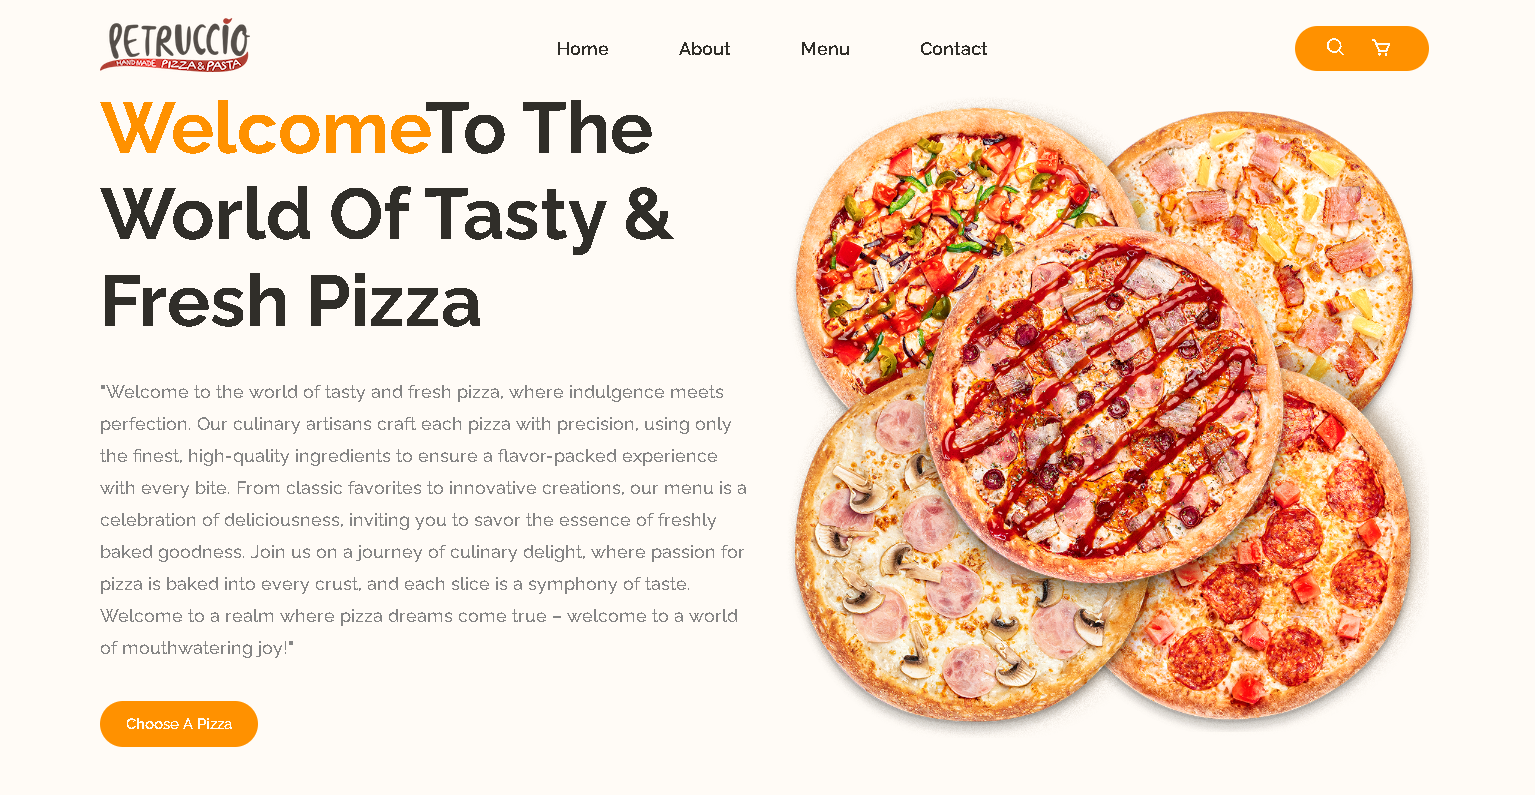 PETRUCCIO
HANDMADE PIZZA & PASTA
Home About Menu Contact
WelcomeTo The
World Of Tasty &
Fresh Pizza
"Welcome to the world of tasty and fresh pizza, where indulgence meets
perfection. Our culinary artisans craft each pizza with precision, using only
the finest, high-quality ingredients to ensure a flavor-packed experience
with every bite. From classic favorites to innovative creations, our menu is a
celebration of deliciousness, inviting you to savor the essence of freshly
baked goodness. Join us on a journey of culinary delight, where passion for
pizza is baked into every crust, and each slice is a symphony of taste.
Welcome to a realm where pizza dreams come true – welcome to a world
of mouthwatering joy!"
Choose A Pizza